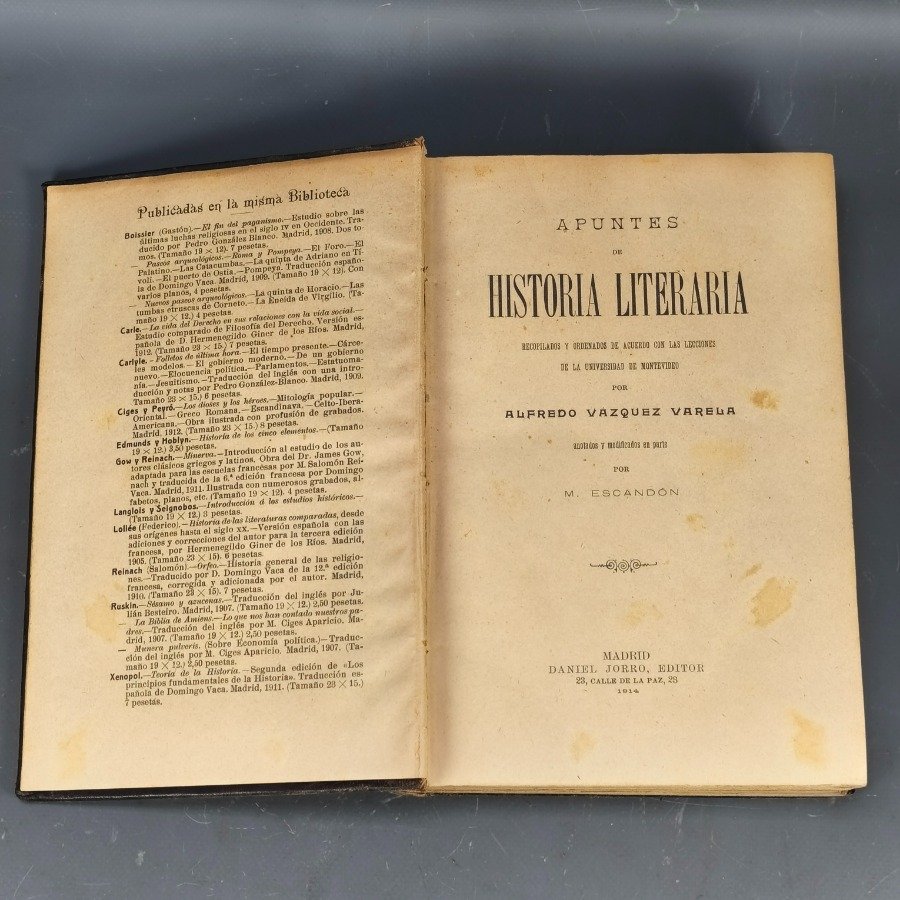 Publicadas en la misma Biblioteca
Boissier (Gastón).—El fin del paganismo.—Estudio sobre las
últimas luchas religiosas en el siglo IV en Occidente. Tra-
ducido por Pedro González Blanco. Madrid, 1908. Dos to-
mos. (Tamaño 19 × 12). 7 pesetas.
— Paseos arqueológicos.—Roma y Pompeya.—El Foro.—El
Palatino.—Las Catacumbas.—La quinta de Adriano en Tí-
voli.—El puerto de Ostia.—Pompeya. Traducción españo-
la de Domingo Vaca. Madrid, 1909. (Tamaño 19 × 12). Con
varios planos, 4 pesetas.
— Nuevos paseos arqueológicos.—La quinta de Horacio.—Las
tumbas etruscas de Corneto.—La Eneida de Virgilio. (Ta-
maño 19 × 12.) 4 pesetas.
Carle.—La vida del Derecho en sus relaciones con la vida social.—
Estudio comparado de Filosofía del Derecho. Versión es-
pañola de D. Hermenegildo Giner de los Ríos. Madrid,
1912. (Tamaño 23 × 15.) 7 pesetas.
Carlyle.—Folletos de última hora.—El tiempo presente.—Cárce-
les modelos.—El gobierno moderno.—De un gobierno
nuevo.—Elocuencia política.—Parlamentos.—Estatuoma-
nía.—Jesuitismo.—Traducción del inglés con una intro-
ducción y notas por Pedro González-Blanco. Madrid, 1909.
(Tamaño 23 × 15.) 6 pesetas.
Ciges y Peyró.—Los dioses y los héroes.—Mitología popular.—
Oriental.—Greco Romana.—Escandinava.—Celto-Ibera-
Americana.—Obra ilustrada con profusión de grabados.
Madrid, 1912. (Tamaño 23 × 15.) 8 pesetas.
Edmunds y Hoblyn.—Historia de los cinco elementos.—(Tamaño
19 × 12.) 3,50 pesetas.
Gow y Reinach.—Minerva.—Introducción al estudio de los au-
tores clásicos griegos y latinos. Obra del Dr. James Gow,
adaptada para las escuelas francesas por M. Salomón Rei-
nach y traducida de la 6.ª edición francesa por Domingo
Vaca. Madrid, 1911. Ilustrada con numerosos grabados, al-
fabetos, planos, etc. (Tamaño 19 × 12). 4 pesetas.
Langlois y Seignobos.—Introducción á los estudios históricos.—
(Tamaño 19 × 12.) 3 pesetas.
Loliée (Federico).—Historia de las literaturas comparadas, desde
sus orígenes hasta el siglo XX.—Versión española con las
adiciones y correcciones del autor para la tercera edición
francesa, por Hermenegildo Giner de los Ríos. Madrid,
1905. (Tamaño 23 × 15). 6 pesetas.
Reinach (Salomón).—Orfeo.—Historia general de las religio-
nes.—Traducido por D. Domingo Vaca de la 12.ª edición
francesa, corregida y adicionada por el autor. Madrid,
1910. (Tamaño 23 × 15). 7 pesetas.
Ruskin.—Sésamo y azucenas.—Traducción del inglés por Ju-
lián Besteiro. Madrid, 1907. (Tamaño 19 × 12.) 2,50 pesetas.
— La Biblia de Amiens.—Lo que nos han contado nuestros pa-
dres.—Traducción del inglés por M. Ciges Aparicio. Ma-
drid, 1907. (Tamaño 19 × 12.) 2,50 pesetas.
— Munera pulveris. (Sobre Economía política.)—Traduc-
ción del inglés por M. Ciges Aparicio. Madrid, 1907. (Ta-
maño 19 × 12.) 2,50 pesetas.
Xenopol.—Teoría de la Historia.—Segunda edición de «Los
principios fundamentales de la Historia». Traducción es-
pañola de Domingo Vaca. Madrid, 1911. (Tamaño 23 × 15.)
7 pesetas.
APUNTES
DE
HISTORIA LITERARIA
RECOPILADOS Y ORDENADOS DE ACUERDO CON LAS LECCIONES
DE LA UNIVERSIDAD DE MONTEVIDEO
POR
ALFREDO VÁZQUEZ VARELA
anotados y modificados en parte
POR
M. ESCANDÓN
MADRID
DANIEL JORRO, EDITOR
23, CALLE DE LA PAZ, 23
1914